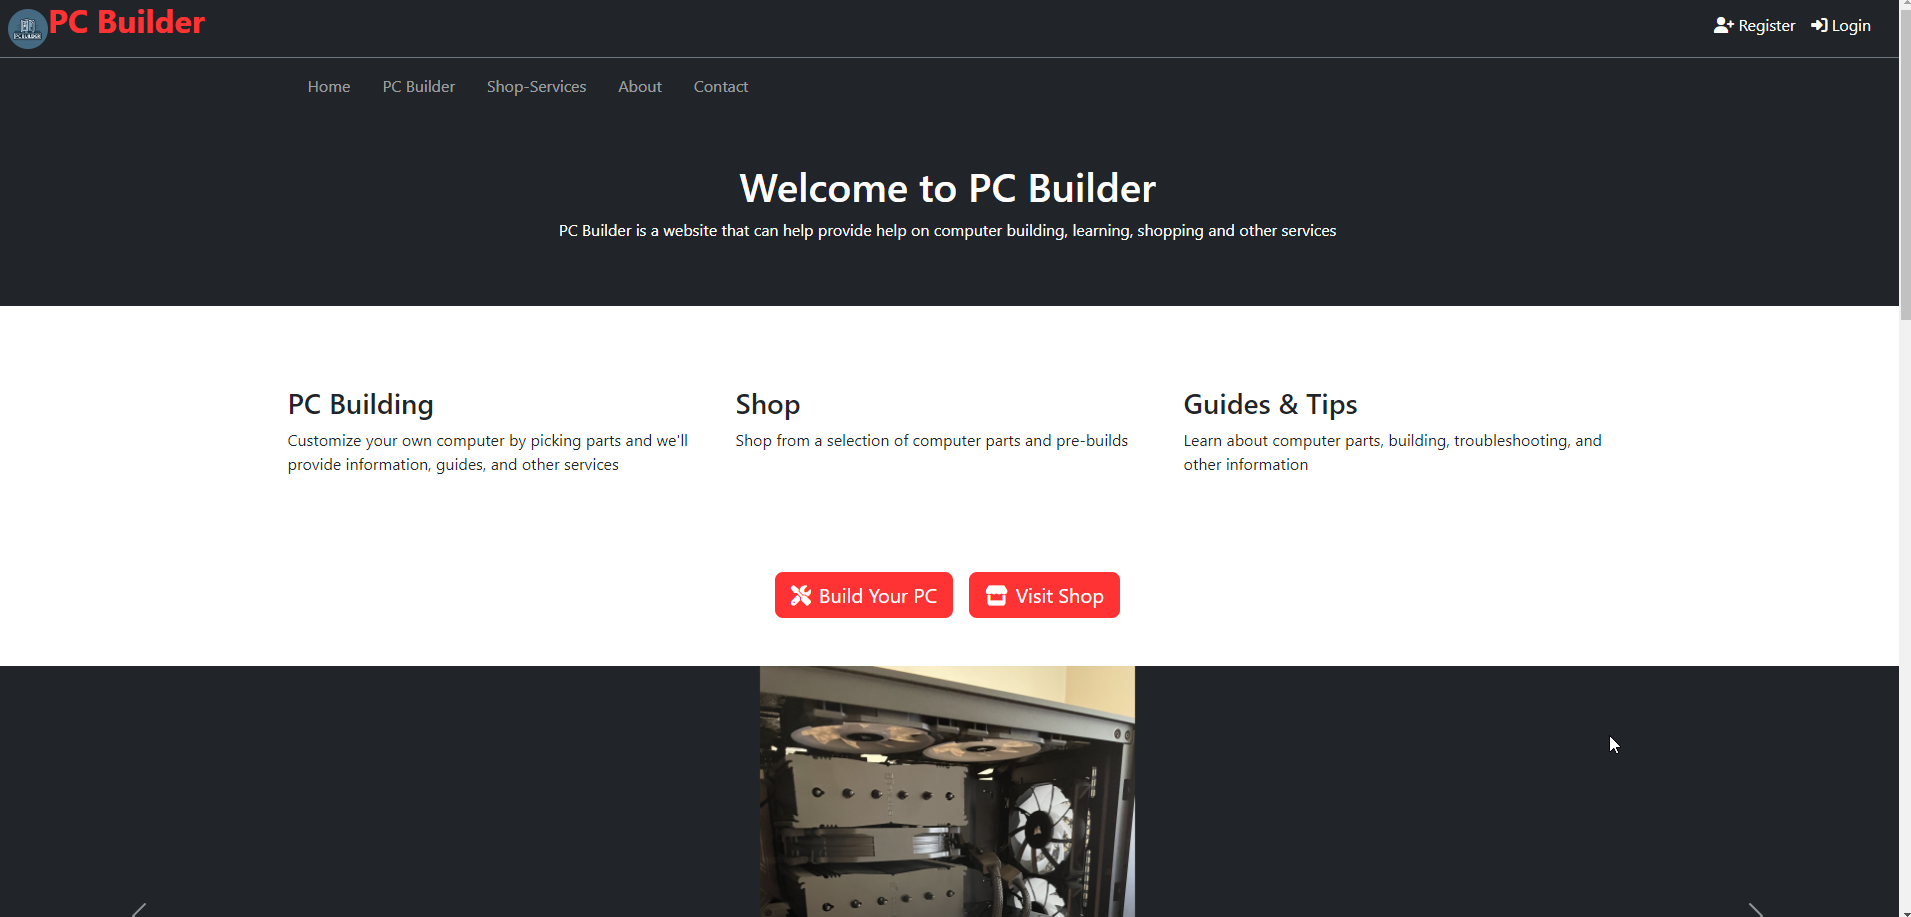 PC Builder
Register Login
Home PC Builder Shop-Services About Contact
Welcome to PC Builder
PC Builder is a website that can help provide help on computer building, learning, shopping and other services
PC Building
Customize your own computer by picking parts and we'll
provide information, guides, and other services
Shop
Shop from a selection of computer parts and pre-builds
Guides & Tips
Learn about computer parts, building, troubleshooting, and
other information
Build Your PC Visit Shop